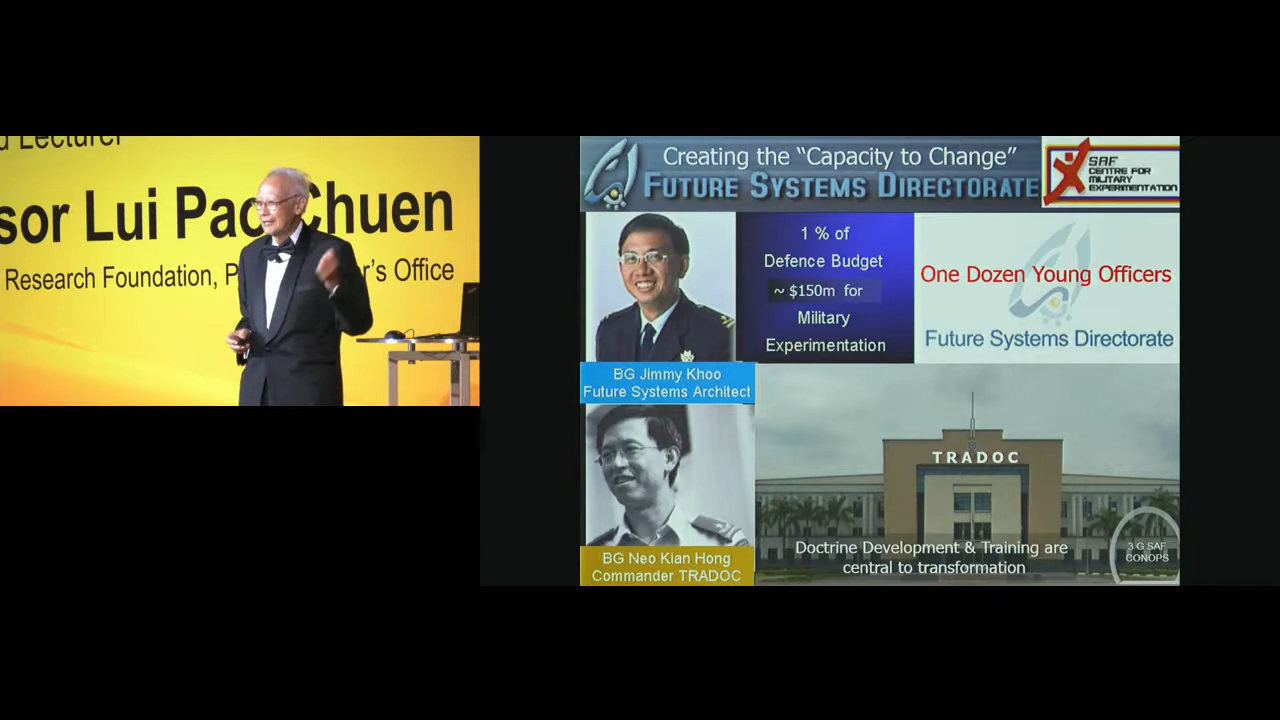 d Lecturer
sor Lui Pao Chuen
Research Foundation, P r's Office
Creating the “Capacity to Change”
FUTURE SYSTEMS DIRECTORATE
SAF
CENTRE FOR
MILITARY
EXPERIMENTATION
1 % of
Defence Budget
~ $150m for
Military
Experimentation
One Dozen Young Officers
Future Systems Directorate
BG Jimmy Khoo
Future Systems Architect
BG Neo Kian Hong
Commander TRADOC
TRADOC
Doctrine Development & Training are
central to transformation
3 G SAF
CONOPS